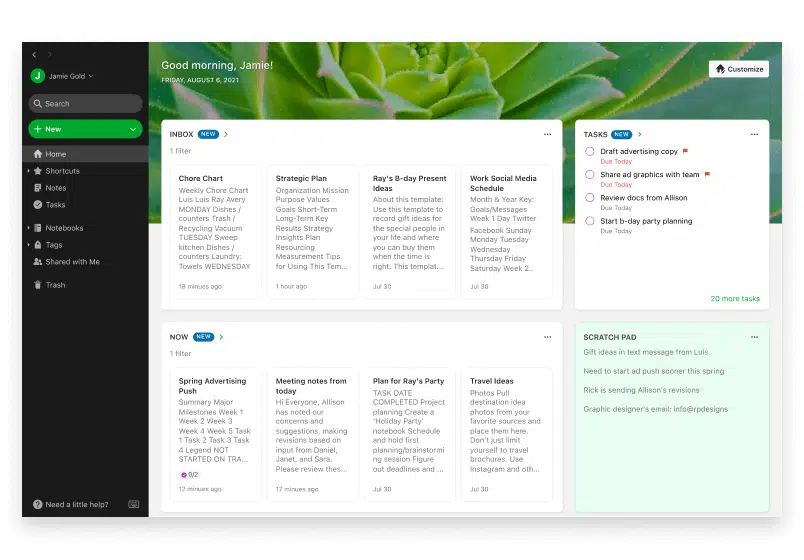 J
Jamie Gold
Search
New
Home
Shortcuts
Notes
Tasks
Notebooks
Tags
Shared with Me
Trash
Need a little help?
Good morning, Jamie!
FRIDAY, AUGUST 6, 2021
Customize
INBOX NEW
1 filter
Chore Chart
Weekly Chore Chart
Luis Luis Ray Avery
MONDAY Dishes /
counters Trash /
Recycling Vacuum
TUESDAY Sweep
kitchen Dishes /
counters Laundry:
Towels WEDNESDAY
18 minues ago
Strategic Plan
Organization Mission
Purpose Values
Goals Short-Term
Long-Term Key
Results Strategy
Insights Plan
Resourcing
Measurement Tips
for Using This Tem...
1 hour ago
Ray's B-day Present
Ideas
About this template:
Use this template to
record gift ideas for
the special people in
your life and where
you can buy them
when the time is
right. This templat...
Jul 30
Work Social Media
Schedule
Month & Year Key:
Goals/Messages
Week 1 Day Twitter
Facebook Sunday
Monday Tuesday
Wednesday
Thursday Friday
Saturday Week 2..
Jul 30
TASKS NEW
Draft advertising copy
Due Today
Share ad graphics with team
Due Today
Review docs from Allison
Due Today
Start b-day party planning
Due Today
20 more tasks
NOW NEW
1 filter
Spring Advertising
Push
Summary Major
Milestones Week 1
Week 2 Week 3
Week 4 Week 5 Task
1 Task 2 Task 3 Task
4 Legend NOT
STARTED ON TRA...
0/2
12 minues ago
Meeting notes from
today
Hi Everyone, Allison
has noted our
concerns and
suggestions, making
revisions based on
input from Daniel,
Janet, and Sara.
Please review thes...
17 minues ago
Plan for Ray's Party
TASK DATE
COMPLETED Project
planning Create a
'Holiday Party'
notebook Schedule
and hold first
planning/brainstormi
ng session Figure
out deadlines and ...
Jul 30
Travel Ideas
Photos Pull
destination idea
photos from your
favorite sources and
place them here.
Don't just limit
yourself to travel
brochures. Use
Instagram and oth...
Jul 30
SCRATCH PAD
Gift ideas in text message from Luis
Need to start ad push sooner this spring
Rick is sending Allison's revisions
Graphic designer's email: info@rpdesigns